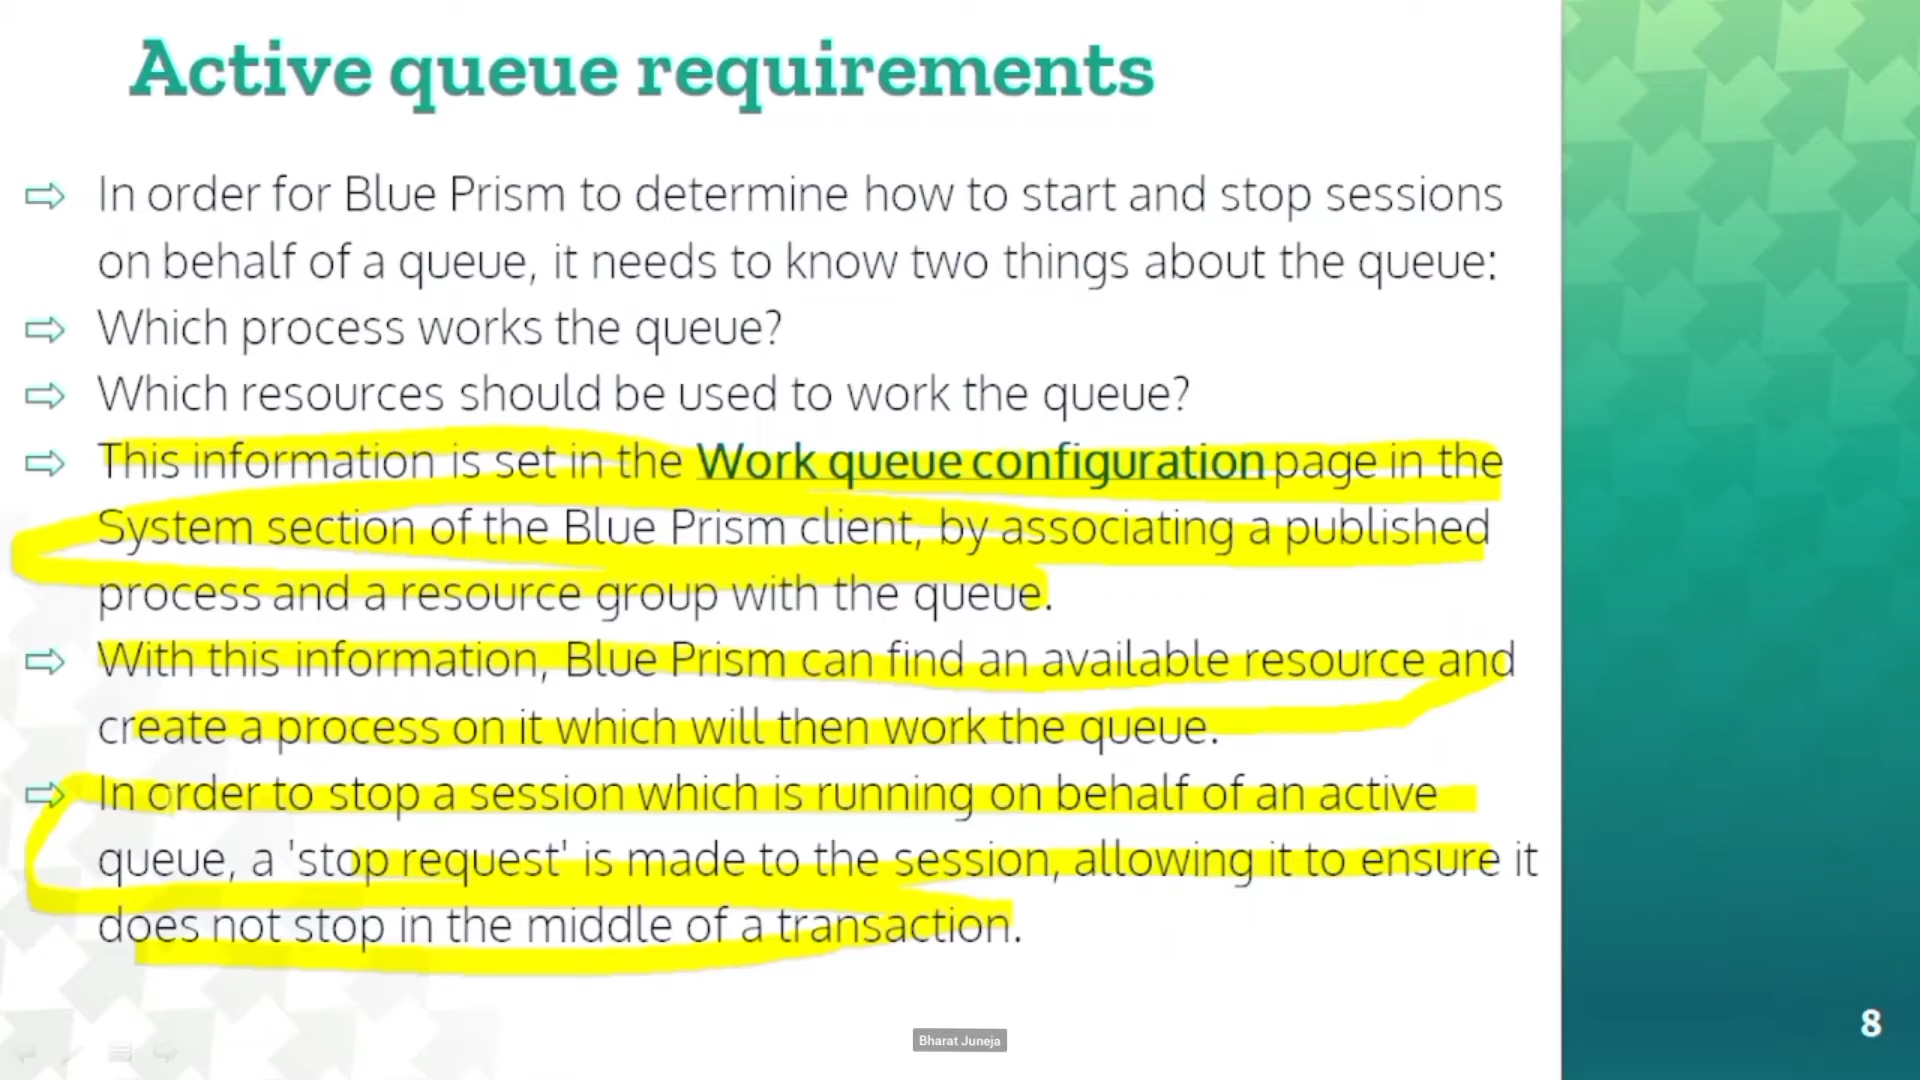 Active queue requirements
In order for Blue Prism to determine how to start and stop sessions
on behalf of a queue, it needs to know two things about the queue:
Which process works the queue?
Which resources should be used to work the queue?
This information is set in the Work queue configuration page in the
System section of the Blue Prism client, by associating a published
process and a resource group with the queue.
With this information, Blue Prism can find an available resource and
create a process on it which will then work the queue.
In order to stop a session which is running on behalf of an active
queue, a 'stop request' is made to the session, allowing it to ensure it
does not stop in the middle of a transaction.
8
Bharat Juneja